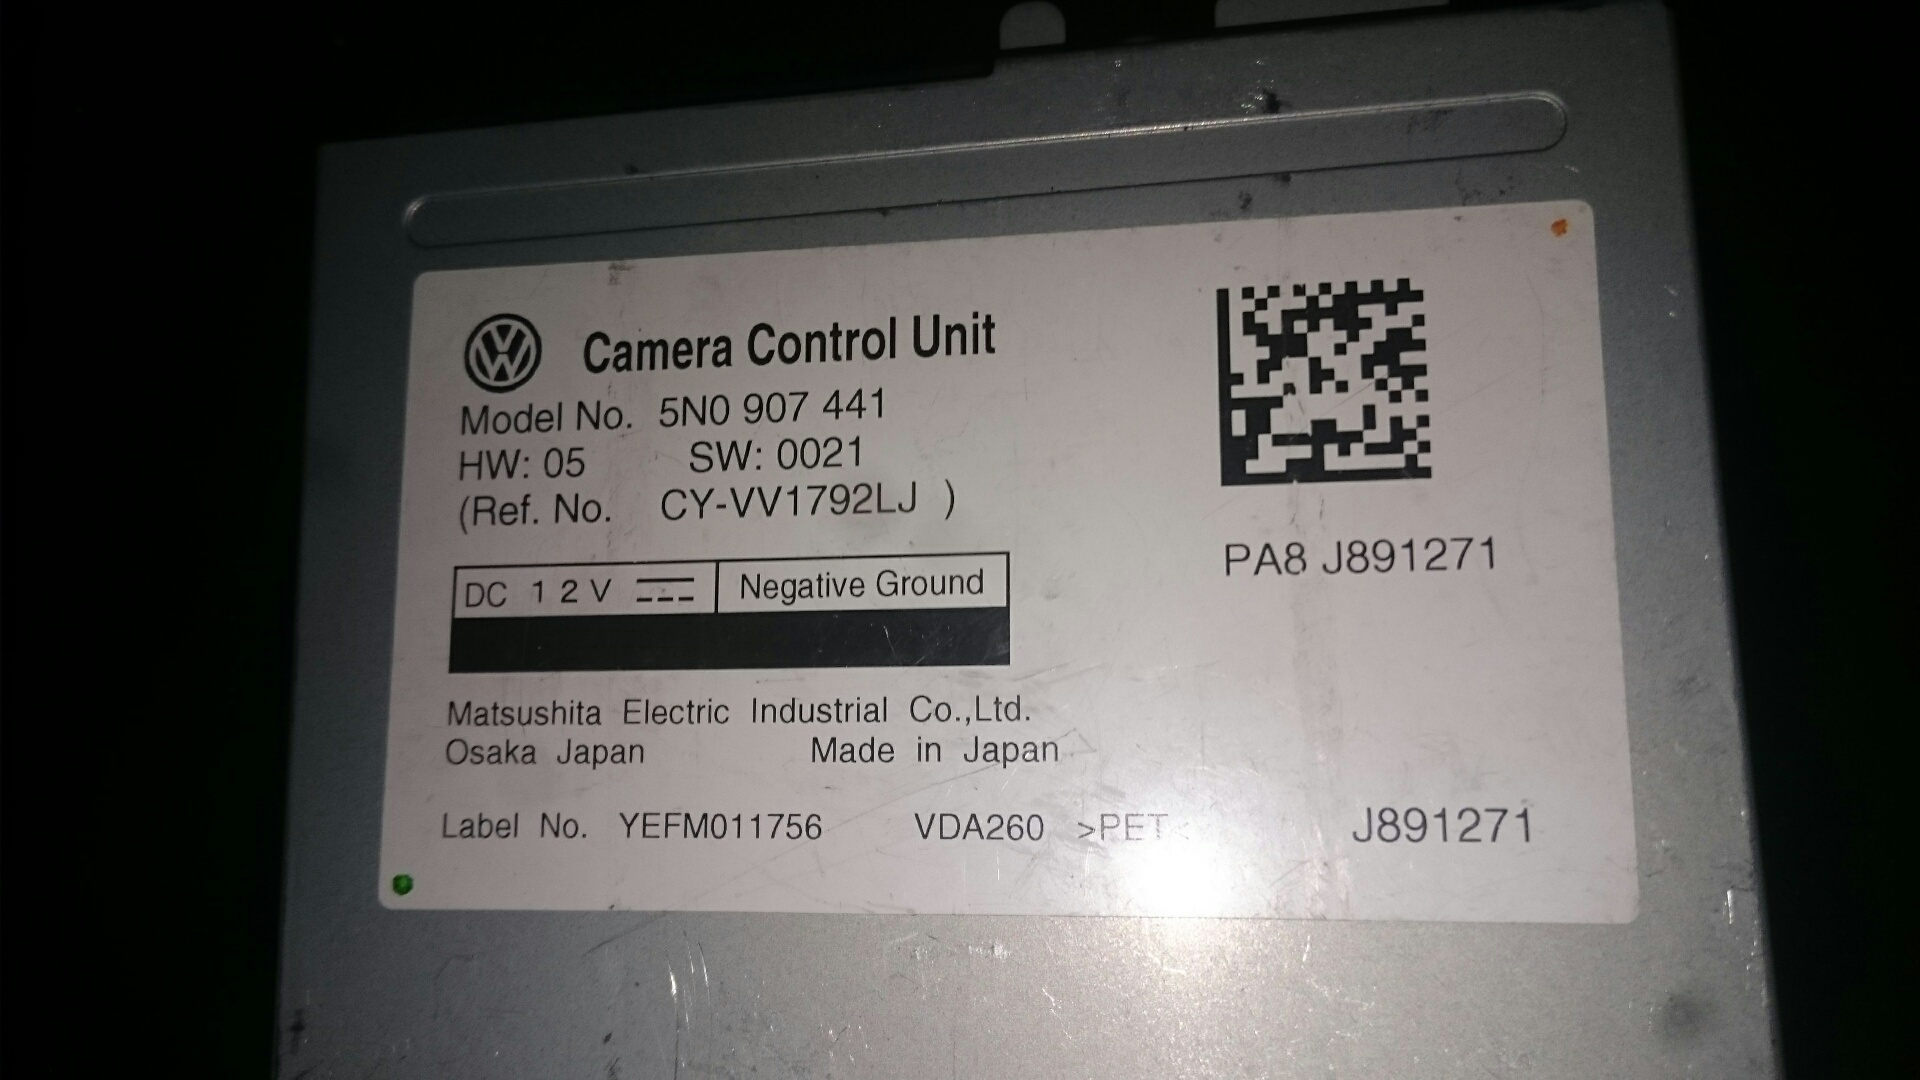 Camera Control Unit
Model No. 5N0 907 441
HW: 05 SW: 0021
(Ref. No. CY-VV1792LJ )
DC 12V Negative Ground
PA8 J891271
Matsushita Electric Industrial Co.,Ltd.
Osaka Japan Made in Japan
Label No. YEFM011756 VDA260 >PET< J891271